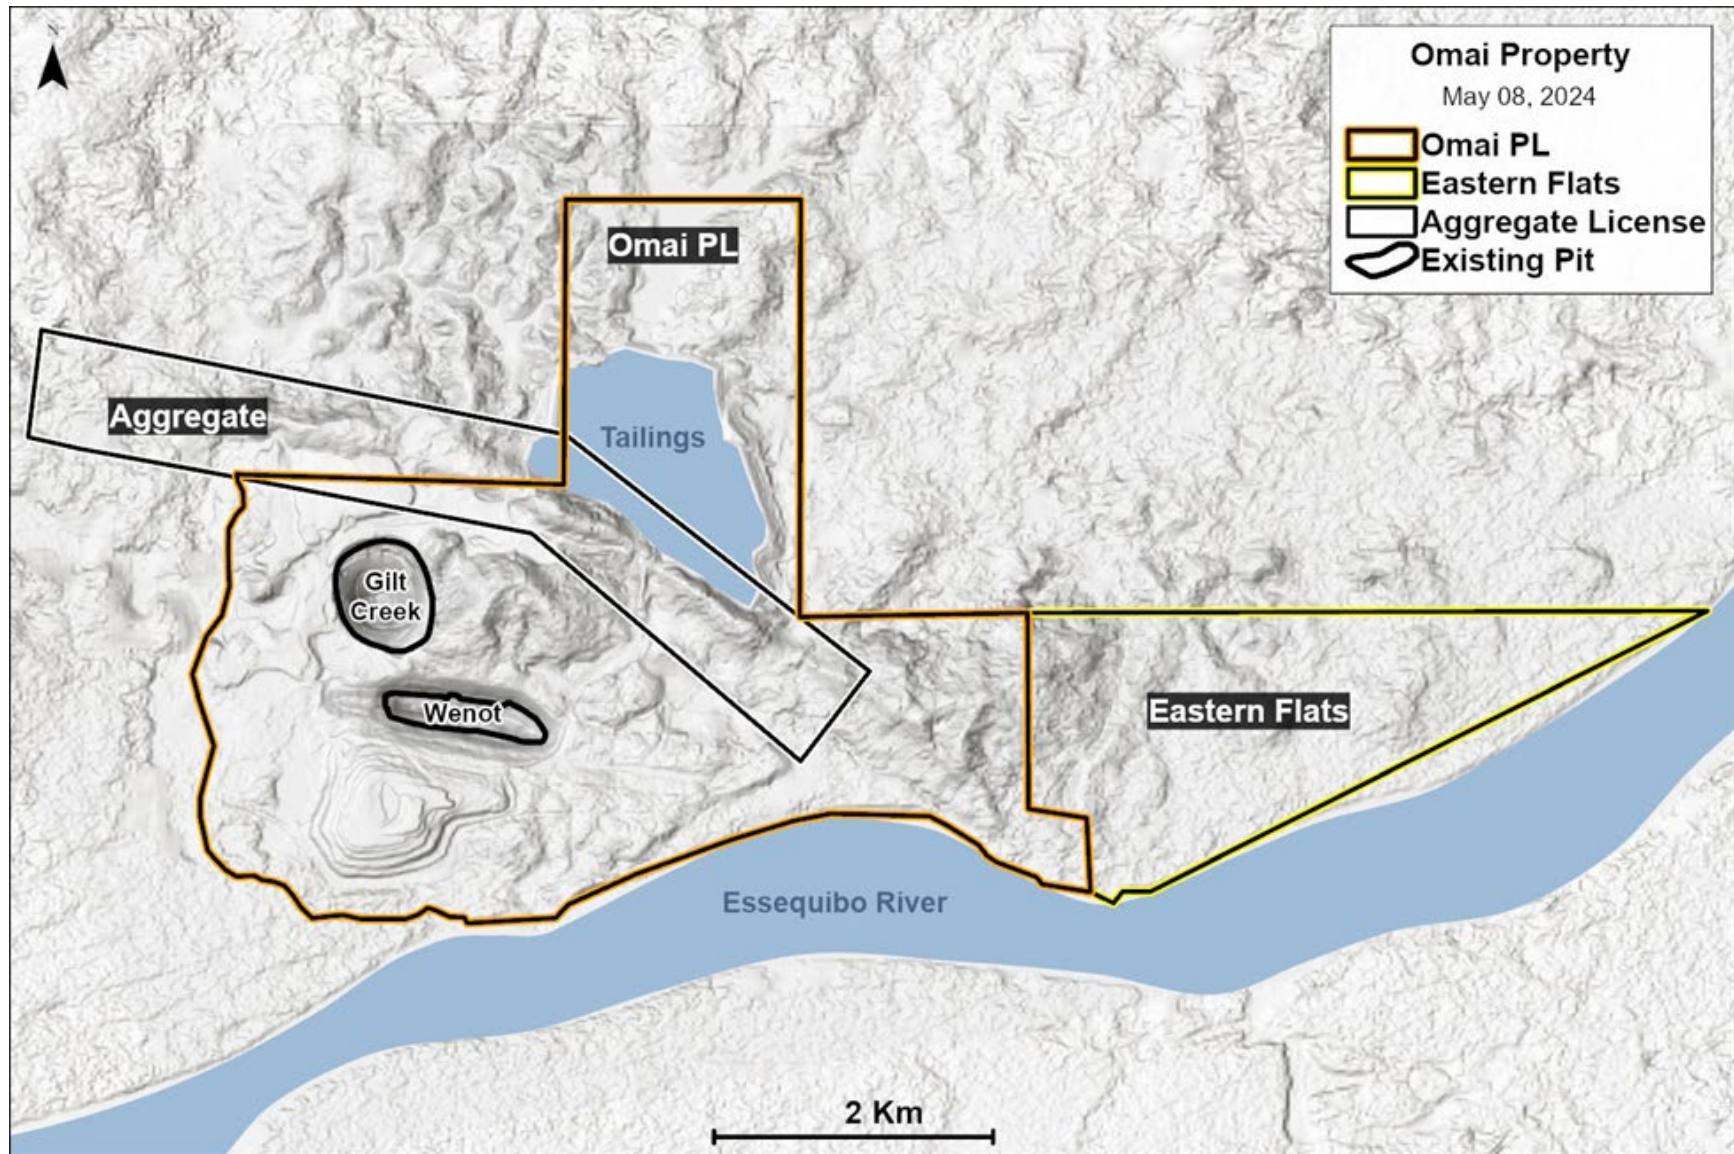 N
Omai Property
May 08, 2024
Omai PL
Eastern Flats
Aggregate License
Existing Pit
Omai PL
Aggregate
Tailings
Gilt
Creek
Wenot
Eastern Flats
Essequibo River
2 Km